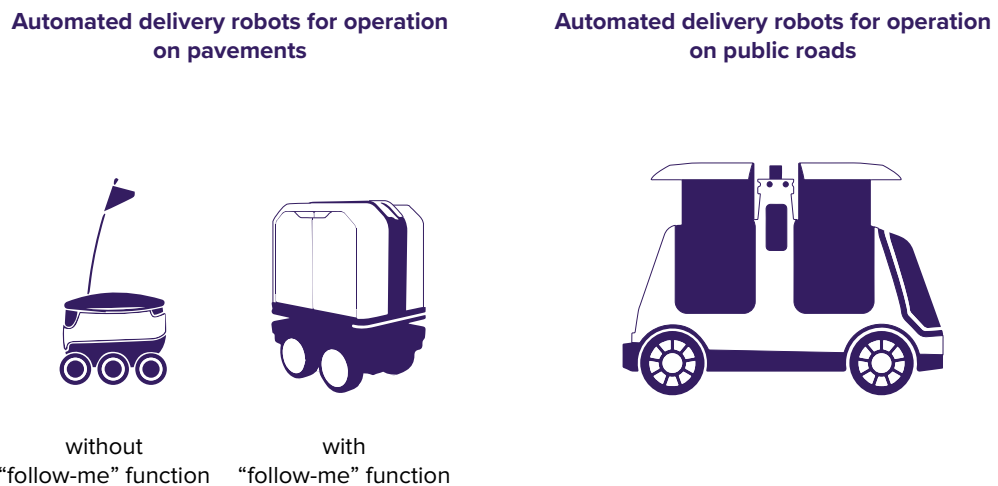 Automated delivery robots for operation
on pavements
Automated delivery robots for operation
on public roads
without
“follow-me” function
with
“follow-me” function